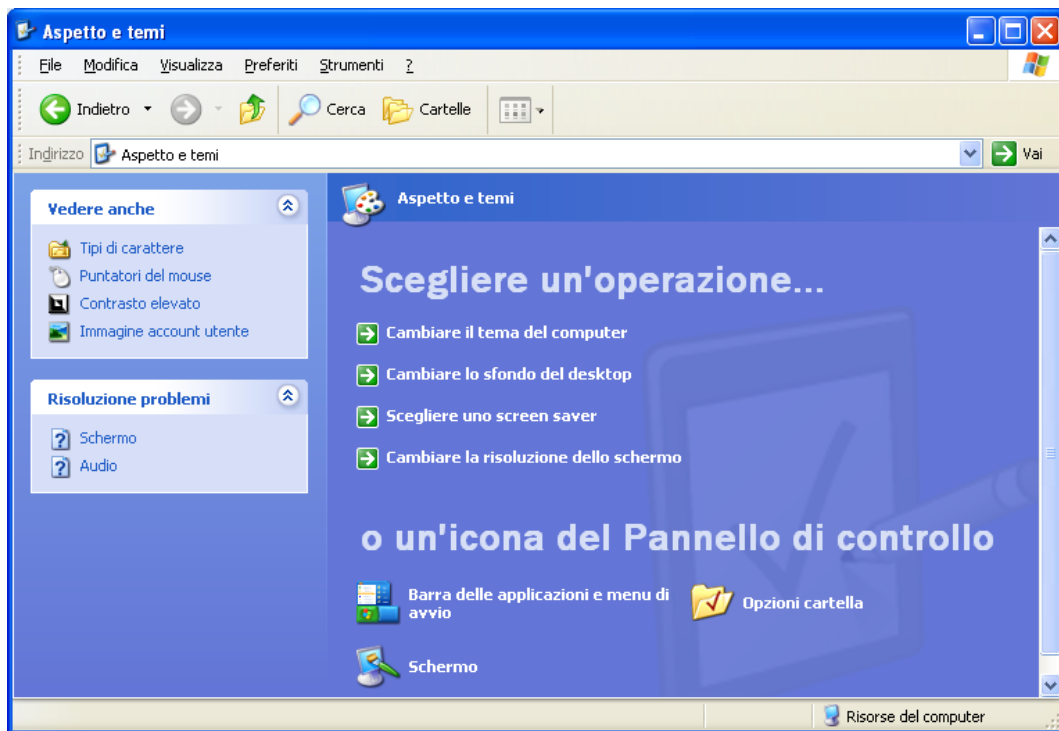 Aspetto e temi
File Modifica Visualizza Preferiti Strumenti ?
Indietro Cerca Cartelle
Indirizzo Aspetto e temi Vai
Vedere anche
Tipi di carattere
Puntatori del mouse
Contrasto elevato
Immagine account utente
Risoluzione problemi
Schermo
Audio
Aspetto e temi
Scegliere un'operazione...
Cambiare il tema del computer
Cambiare lo sfondo del desktop
Scegliere uno screen saver
Cambiare la risoluzione dello schermo
o un'icona del Pannello di controllo
Barra delle applicazioni e menu di
avvio
Opzioni cartella
Schermo
Risorse del computer